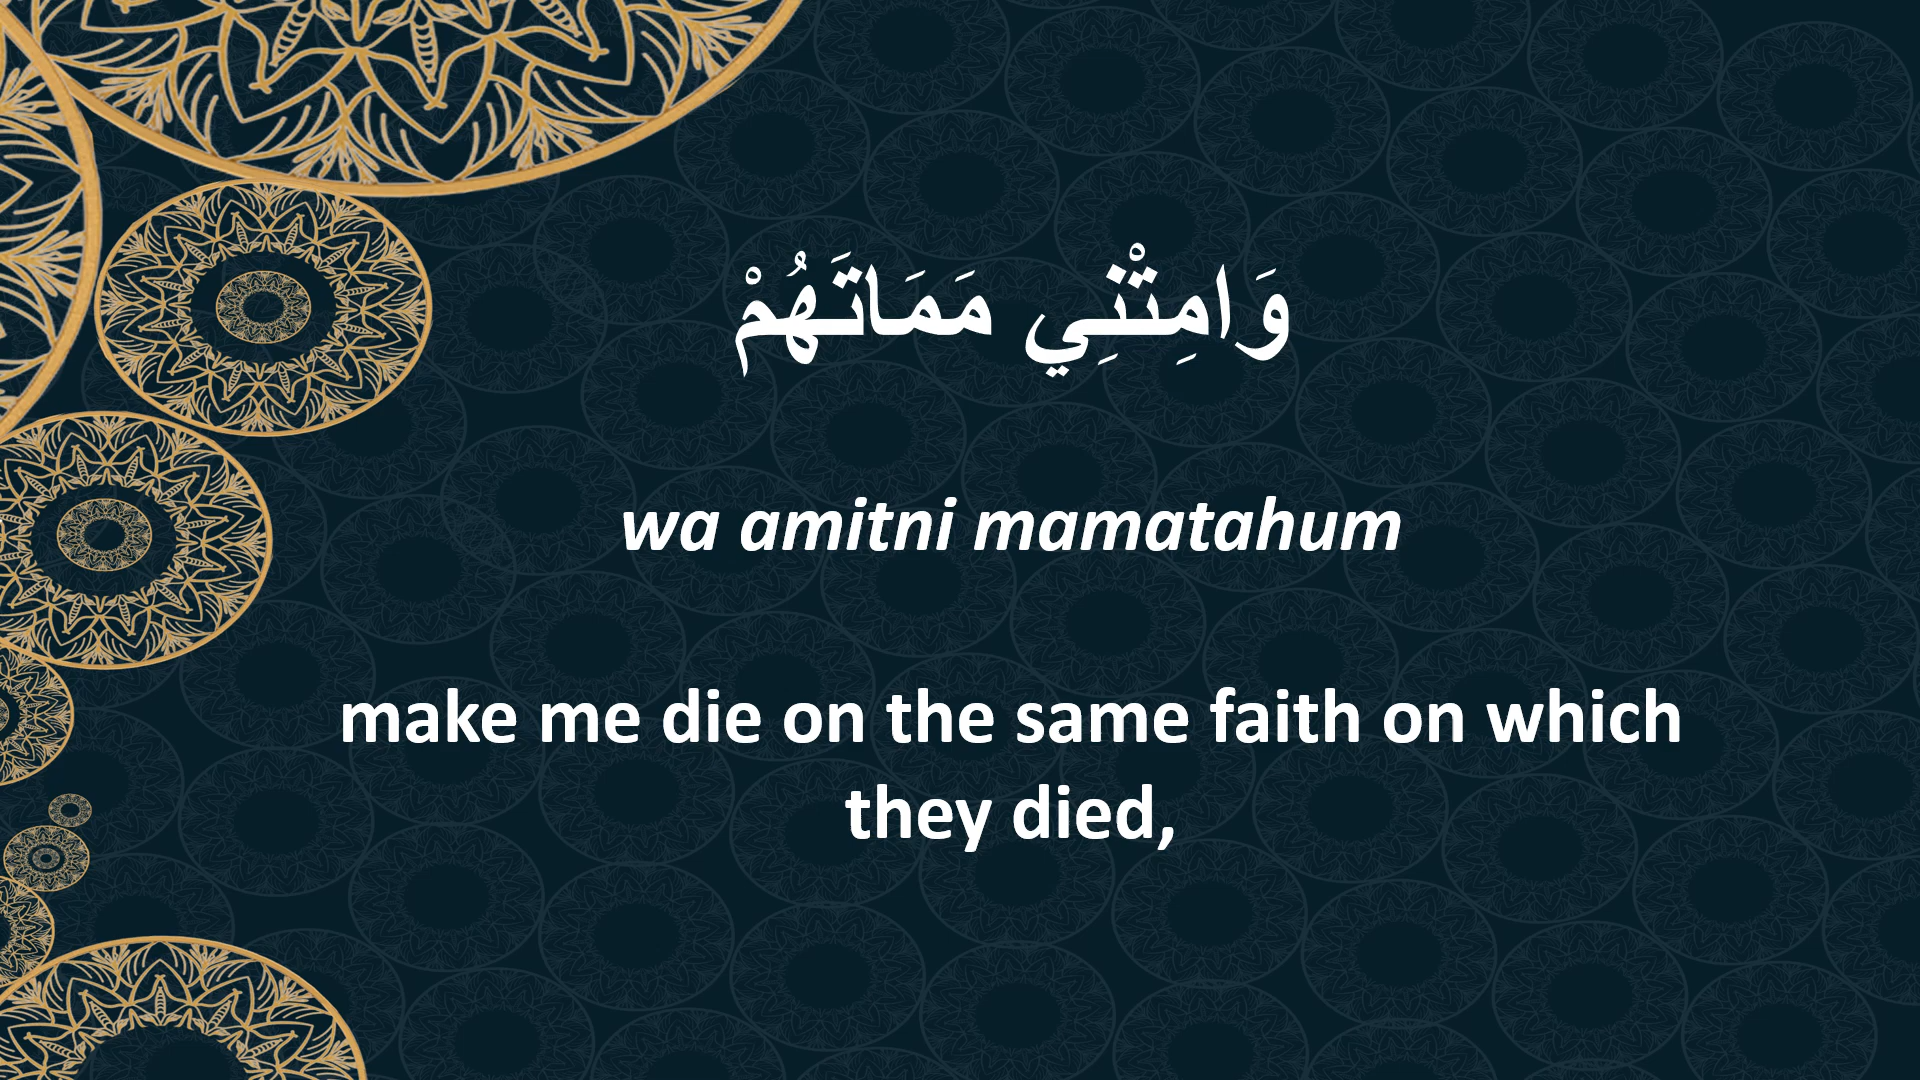 وَامِتْنِي مَمَاتَهُمْ
wa amitni mamatahum
make me die on the same faith on which
they died,